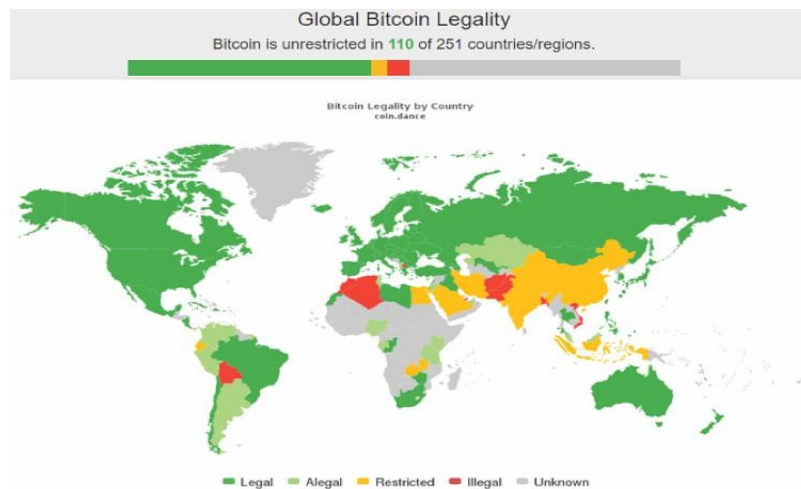 Global Bitcoin Legality
Bitcoin is unrestricted in 110 of 251 countries/regions.
Bitcoin Legality by Country
coin.dance
Legal Alegal Restricted Illegal Unknown